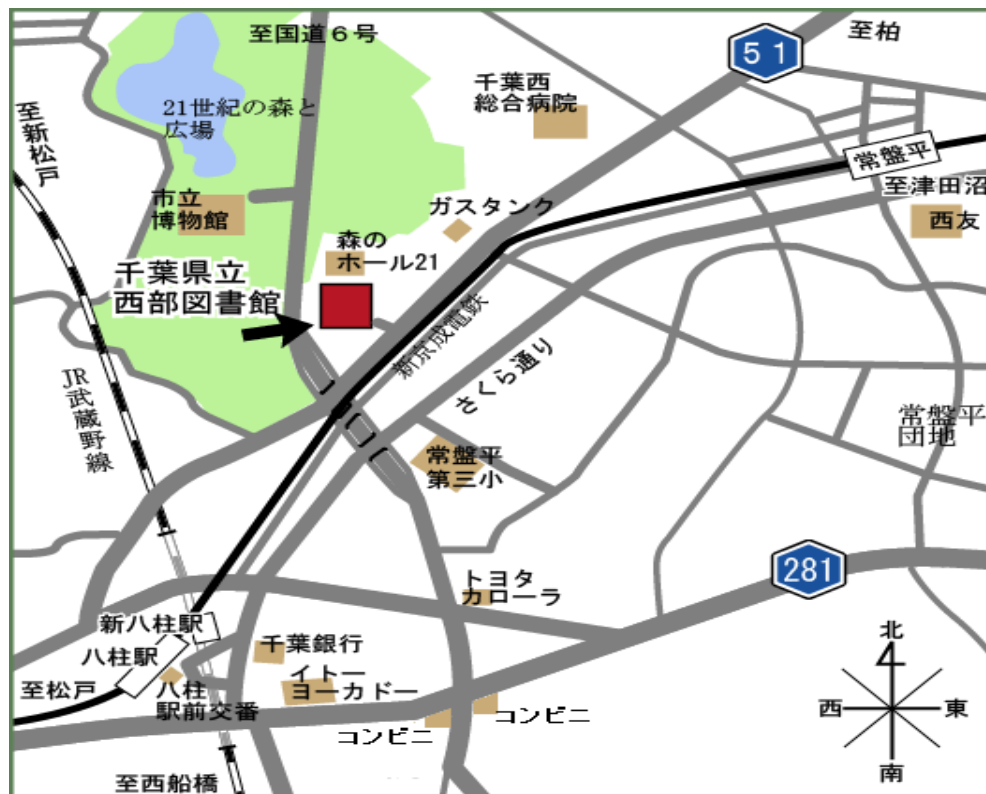 至国道６号
５１
至柏
千葉西
総合病院
21世紀の森と
広場
至新松戸
常盤平
至津田沼
西友
市立
博物館
ガスタンク
森の
ホール21
千葉県立
西部図書館
新京成電鉄
さくら通り
JR武蔵野線
常盤平
団地
常盤平
第三小
281
トヨタ
カローラ
新八柱駅
八柱駅
千葉銀行
至松戸
八柱
駅前交番
イトー
ヨーカドー
コンビニ
コンビニ
至西船橋
北
西
東
南